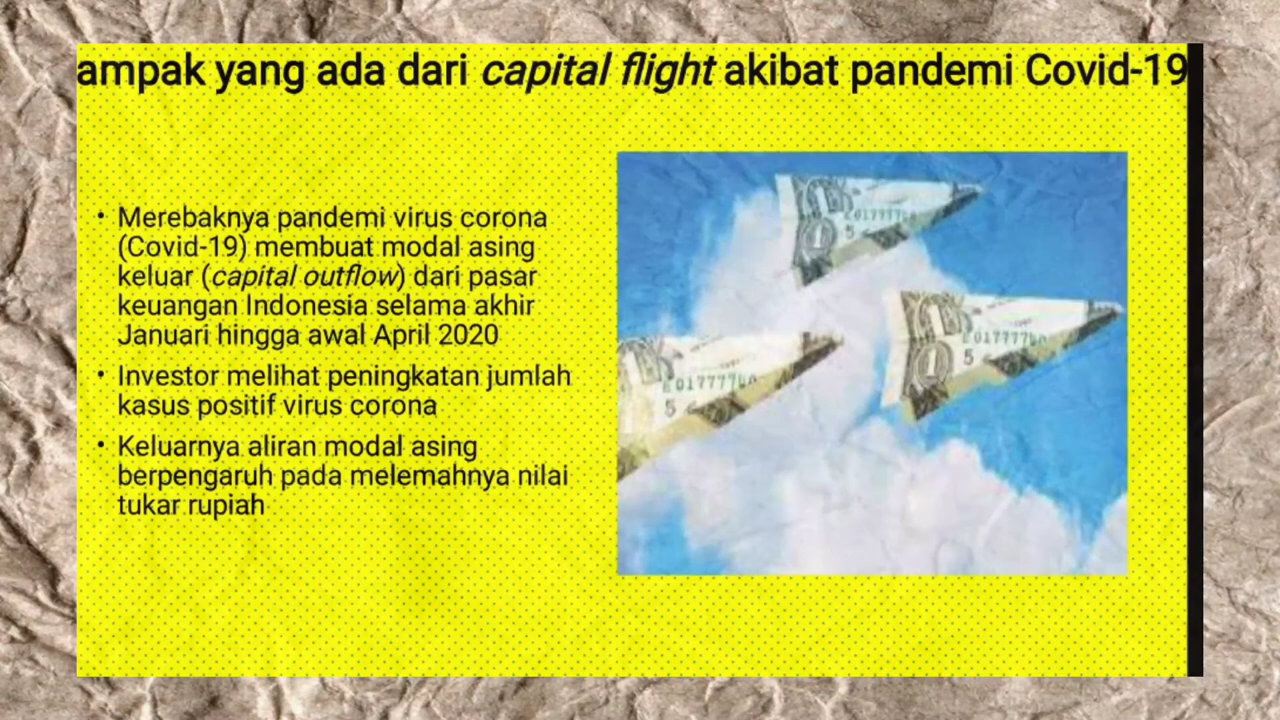 ampak yang ada dari capital flight akibat pandemi Covid-19
• Merebaknya pandemi virus corona
(Covid-19) membuat modal asing
keluar (capital outflow) dari pasar
keuangan Indonesia selama akhir
Januari hingga awal April 2020
• Investor melihat peningkatan jumlah
kasus positif virus corona
• Keluarnya aliran modal asing
berpengaruh pada melemahnya nilai
tukar rupiah